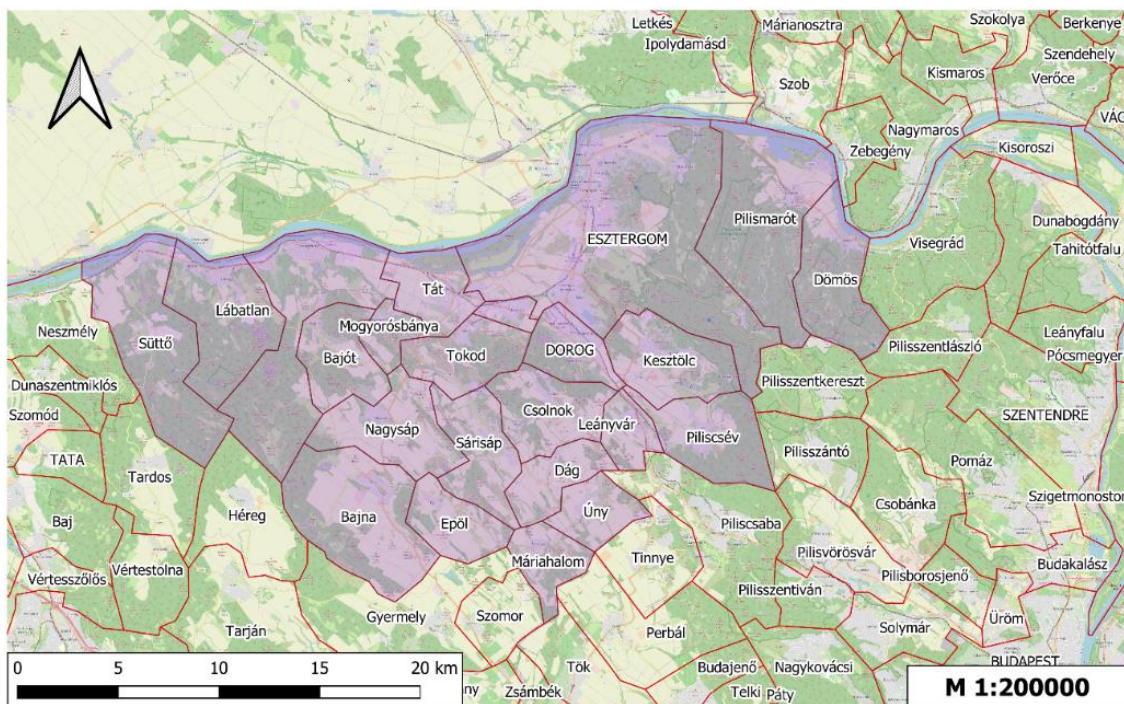 Letkés
Márianosztra
Szokolya
Berkenye
Ipolydamásd
Szendehely
Kismaros
Verőce
Szob
VÁC
Nagymaros
Kisoroszi
Zebegény
Dunabogdány
Pilismarót
ESZTERGOM
Visegrád
Tahitótfalu
Dömös
Tát
Lábatlan
Neszmély
Mogyorósbánya
Leányfalu
Süttő
Pilisszentlászló
Bajót
Tokod
DOROG
Kesztölc
Pócsmegyer
Dunaszentmiklós
Pilisszentkereszt
Szomód
Csolnok
SZENTENDRE
Leányvár
Nagysáp
Sárisáp
Piliscsév
TATA
Pilisszántó
Pomáz
Tardos
Dág
Csobánka
Szigetmonostor
Héreg
Úny
Baj
Bajna
Epöl
Piliscsaba
Pilisvörösvár
Máriahalom
Tinnye
Budakalász
Vértesszőlős
Vértestolna
Pilisborosjenő
Pilisszentiván
Gyermely
Szomor
Üröm
Solymár
Tarján
Perbál
BUDAPEST
Tök
Budajenő
Nagykovácsi
Zsámbék
Telki
Páty
0 5 10 15 20 km
M 1:200000